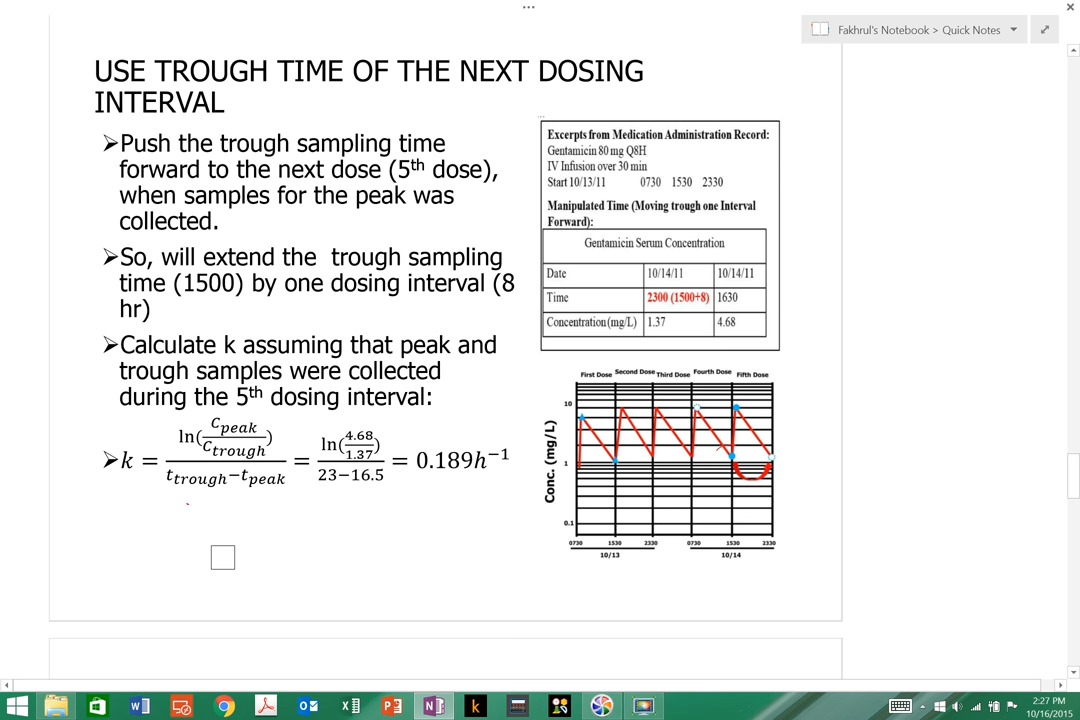 Fakhrul's Notebook > Quick Notes
USE TROUGH TIME OF THE NEXT DOSING
INTERVAL
➢Push the trough sampling time
forward to the next dose (5th dose),
when samples for the peak was
collected.
➢So, will extend the trough sampling
time (1500) by one dosing interval (8
hr)
➢Calculate k assuming that peak and
trough samples were collected
during the 5th dosing interval:
➢k = ln(Cpeak/Ctrough)/(ttrough−tpeak) = ln(4.68/1.37)/(23−16.5) = 0.189h⁻¹
Excerpts from Medication Administration Record:
Gentamicin 80 mg Q8H
IV Infusion over 30 min
Start 10/13/11 0730 1530 2330
Manipulated Time (Moving trough one Interval
Forward):
Gentamicin Serum Concentration
Date 10/14/11 10/14/11
Time 2300 (1500+8) 1630
Concentration (mg/L) 1.37 4.68
First Dose Second Dose Third Dose Fourth Dose Fifth Dose
Conc. (mg/L)
10
1
0.1
0730 1530 2330 0730 1530 2330
10/13 10/14
2:27 PM
10/16/2015